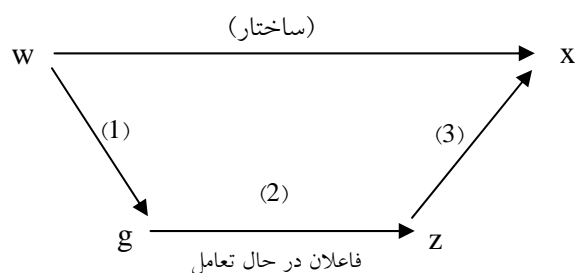 (ساختار)
w x
(1) (3)
(2)
g z
فاعلان در حال تعامل